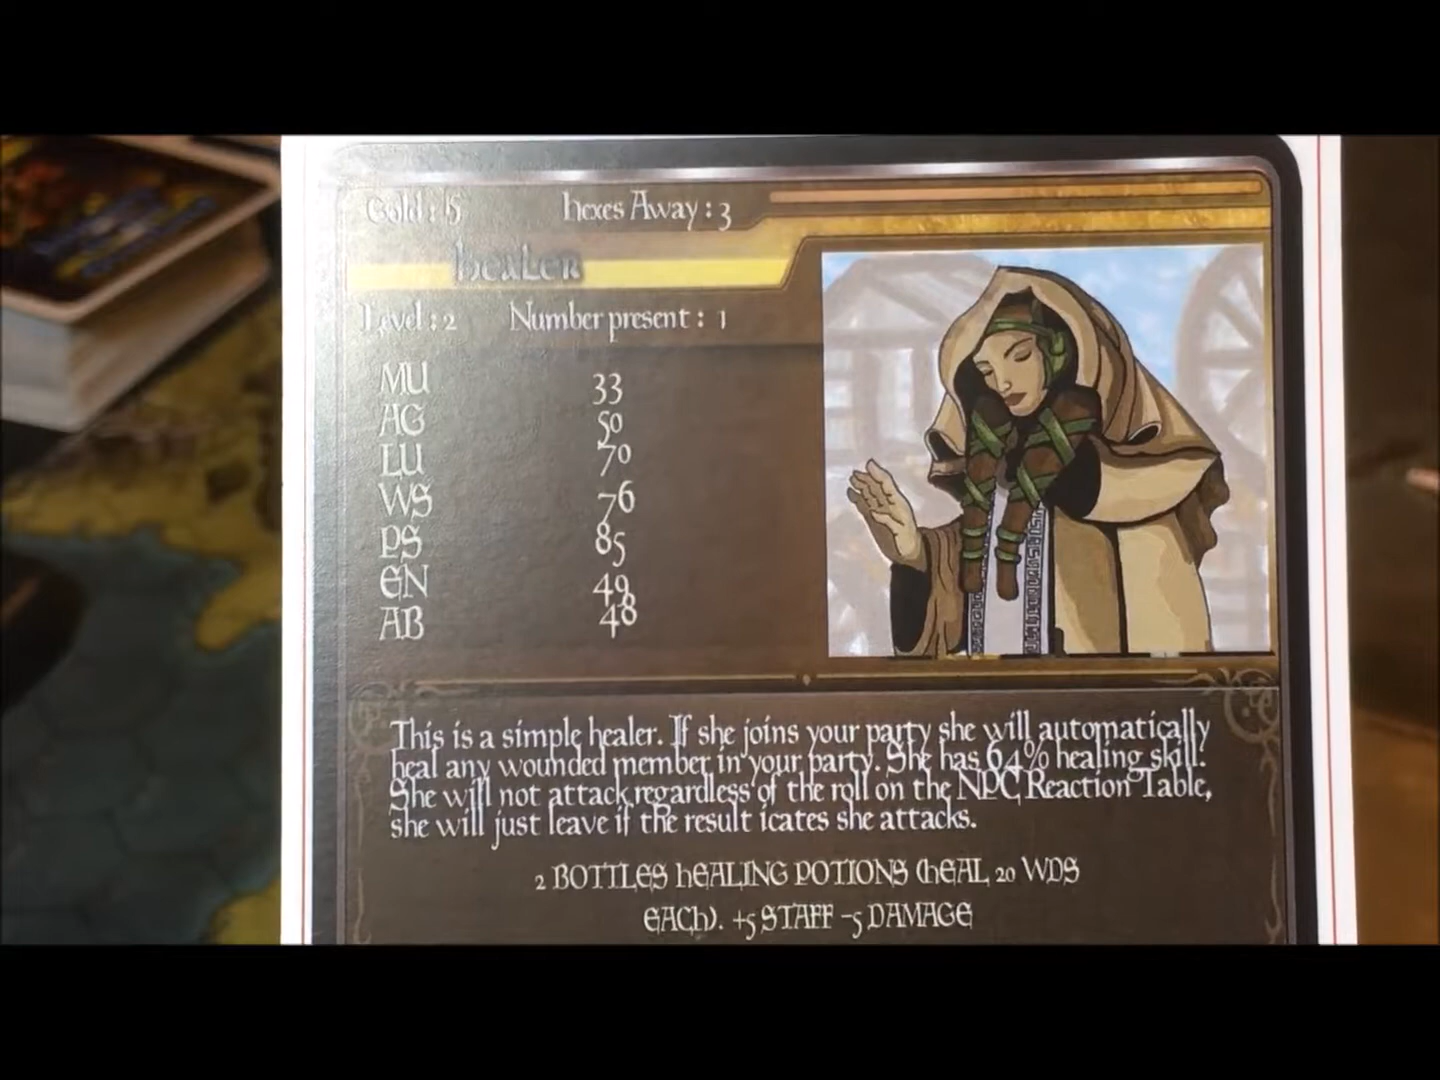 Gold : 15 Hexes Away : 3
healer
Level : 2 Number present : 1
MU 33
AG 50
LU 70
WS 76
PS 85
EN 49
AB 48
This is a simple healer. If she joins your party she will automatically
heal any wounded member in your party. She has 64% healing skill.
She will not attack regardless of the roll on the NPC Reaction Table,
she will just leave if the result icates she attacks.
2 BOTTLES hEALING POTIONS (hEAL 20 WDS
EACh). +5 STAFF -5 DAMAGE